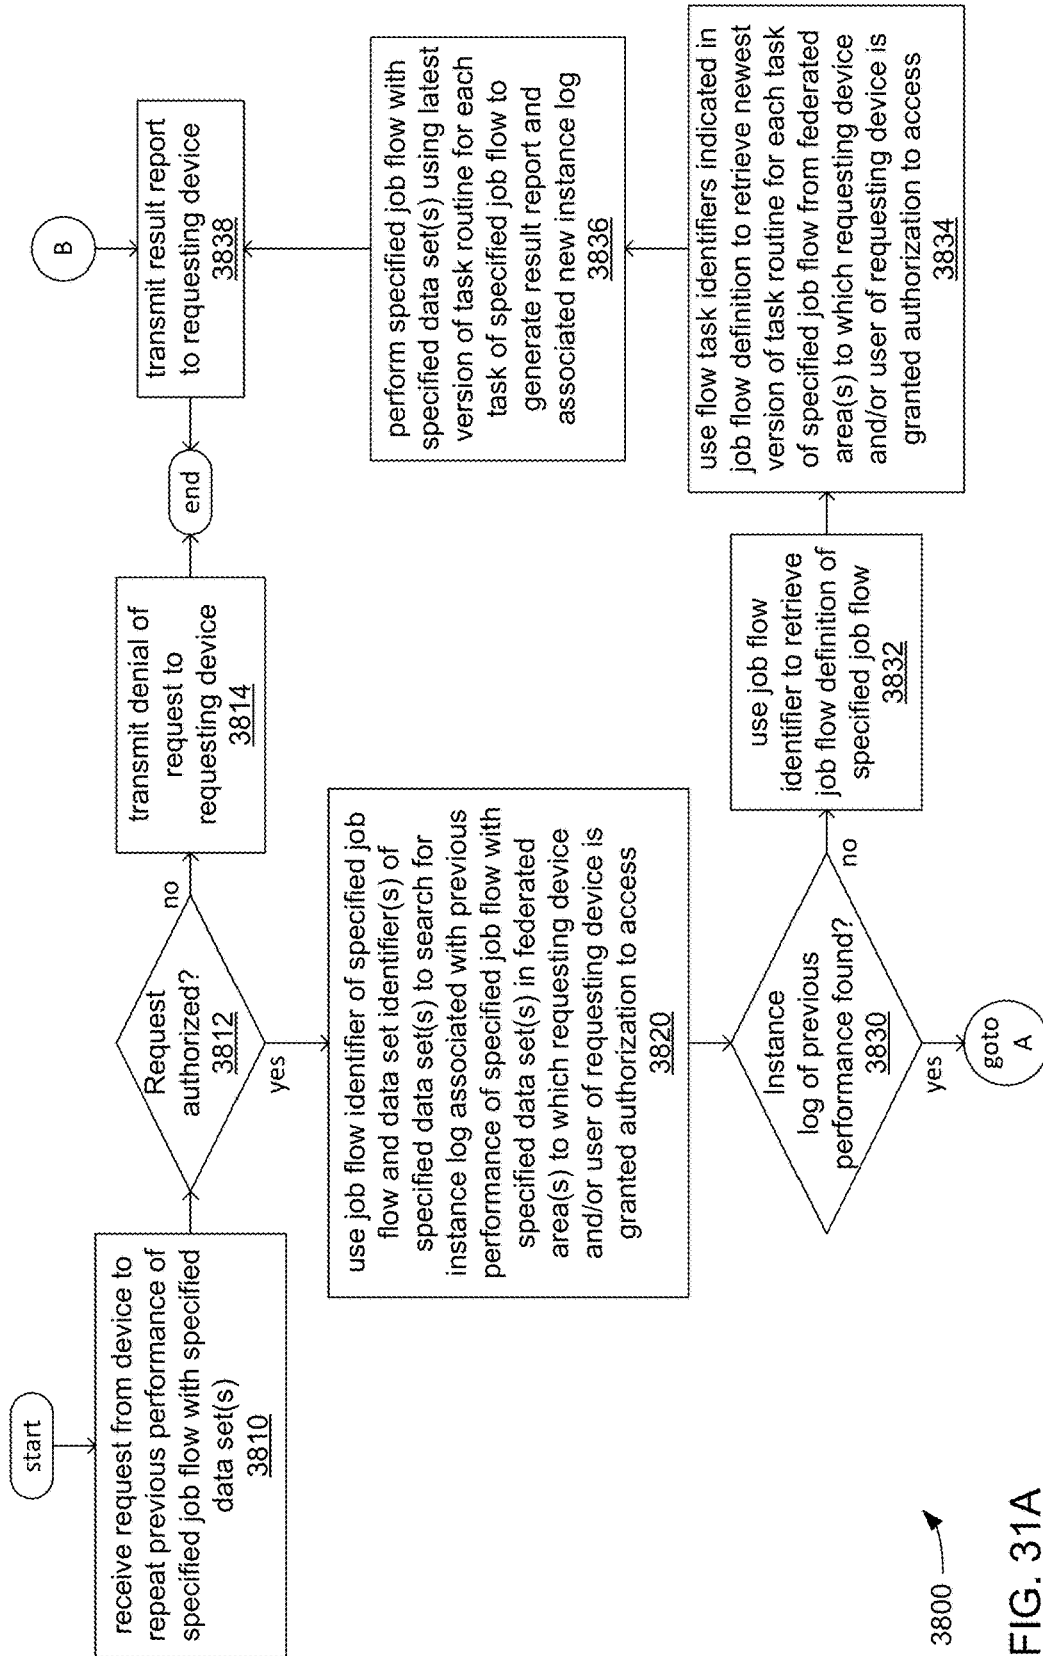 start
receive request from device to
repeat previous performance of
specified job flow with specified
data set(s)
3810
Request
authorized?
3812
no
yes
transmit denial of
request to
requesting device
3814
end
use job flow identifier of specified job
flow and data set identifier(s) of
specified data set(s) to search for
instance log associated with previous
performance of specified job flow with
specified data set(s) in federated
area(s) to which requesting device
and/or user of requesting device is
granted authorization to access
3820
Instance
log of previous
performance found?
3830
no
yes
goto
A
use job flow
identifier to retrieve
job flow definition of
specified job flow
3832
use flow task identifiers indicated in
job flow definition to retrieve newest
version of task routine for each task
of specified job flow from federated
area(s) to which requesting device
and/or user of requesting device is
granted authorization to access
3834
perform specified job flow with
specified data set(s) using latest
version of task routine for each
task of specified job flow to
generate result report and
associated new instance log
3836
B
transmit result report
to requesting device
3838
3800
FIG. 31A